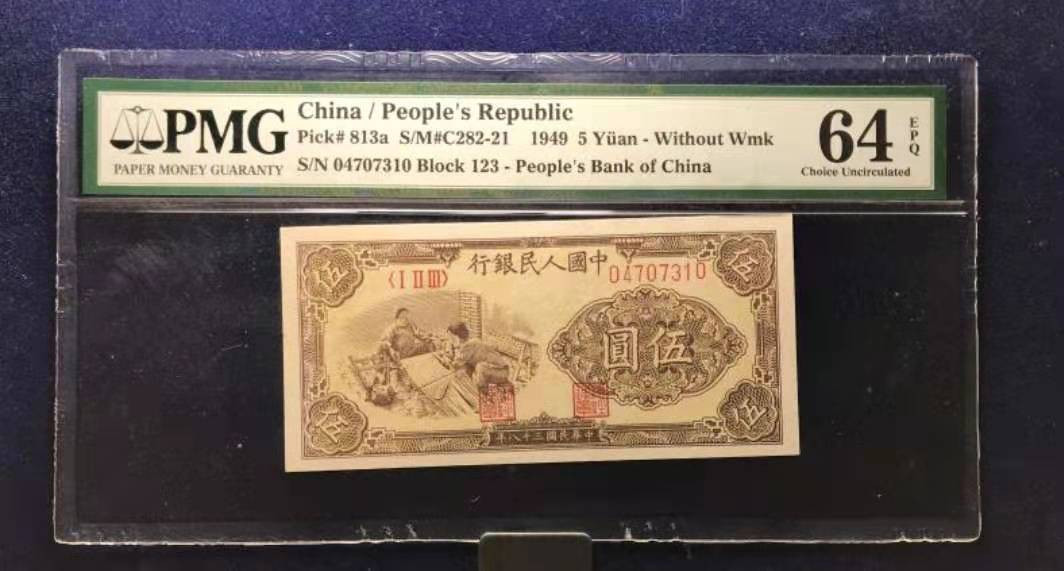 PMG
PAPER MONEY GUARANTY
China / People's Republic
Pick# 813a S/M#C282-21 1949 5 Yüan - Without Wmk
S/N 04707310 Block 123 - People's Bank of China
64
EPQ
Choice Uncirculated
行銀民人國中
〈I II III〉
04707310
伍
伍
圓伍
伍
伍
年八十三國民華中